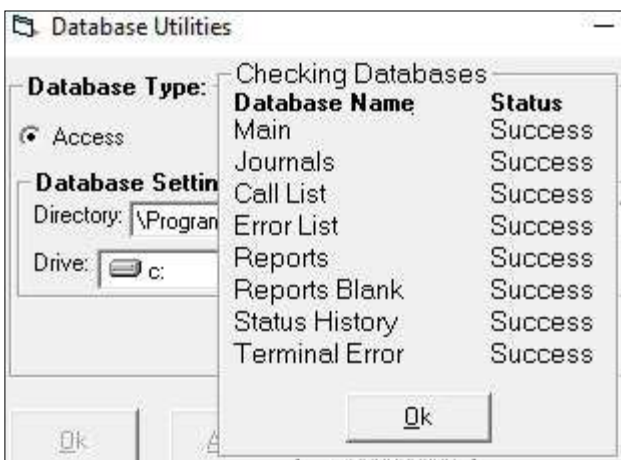 Database Utilities
Database Type:
Access
Database Settin
Directory: \Progran
Drive: c:
Ok
Checking Databases
Database Name Status
Main Success
Journals Success
Call List Success
Error List Success
Reports Success
Reports Blank Success
Status History Success
Terminal Error Success
Ok